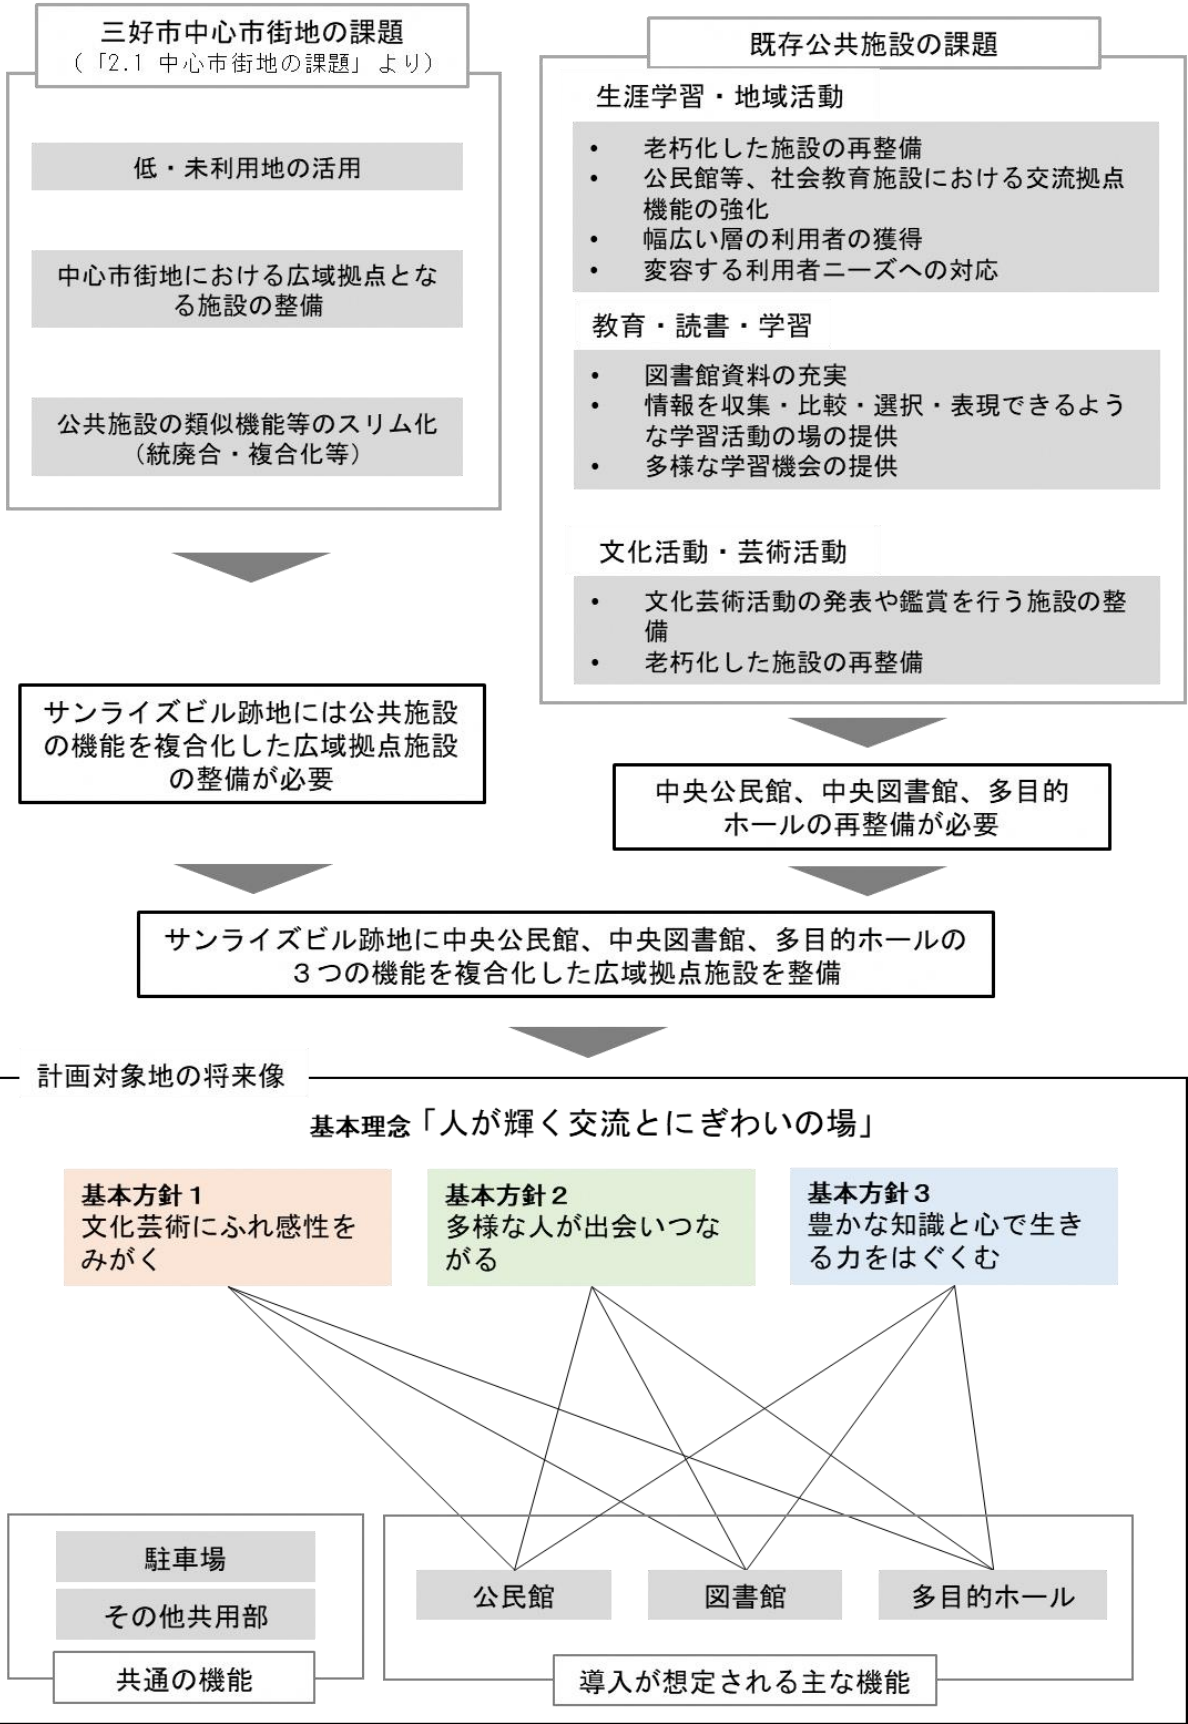 三好市中心市街地の課題
（「2.1 中心市街地の課題」より）
低・未利用地の活用
中心市街地における広域拠点とな
る施設の整備
公共施設の類似機能等のスリム化
（統廃合・複合化等）
既存公共施設の課題
生涯学習・地域活動
• 老朽化した施設の再整備
• 公民館等、社会教育施設における交流拠点
機能の強化
• 幅広い層の利用者の獲得
• 変容する利用者ニーズへの対応
教育・読書・学習
• 図書館資料の充実
• 情報を収集・比較・選択・表現できるよう
な学習活動の場の提供
• 多様な学習機会の提供
文化活動・芸術活動
• 文化芸術活動の発表や鑑賞を行う施設の整
備
• 老朽化した施設の再整備
サンライズビル跡地には公共施設
の機能を複合化した広域拠点施設
の整備が必要
中央公民館、中央図書館、多目的
ホールの再整備が必要
サンライズビル跡地に中央公民館、中央図書館、多目的ホールの
３つの機能を複合化した広域拠点施設を整備
計画対象地の将来像
基本理念「人が輝く交流とにぎわいの場」
基本方針１
文化芸術にふれ感性を
みがく
基本方針２
多様な人が出会いつな
がる
基本方針３
豊かな知識と心で生き
る力をはぐくむ
駐車場
その他共用部
共通の機能
公民館
図書館
多目的ホール
導入が想定される主な機能